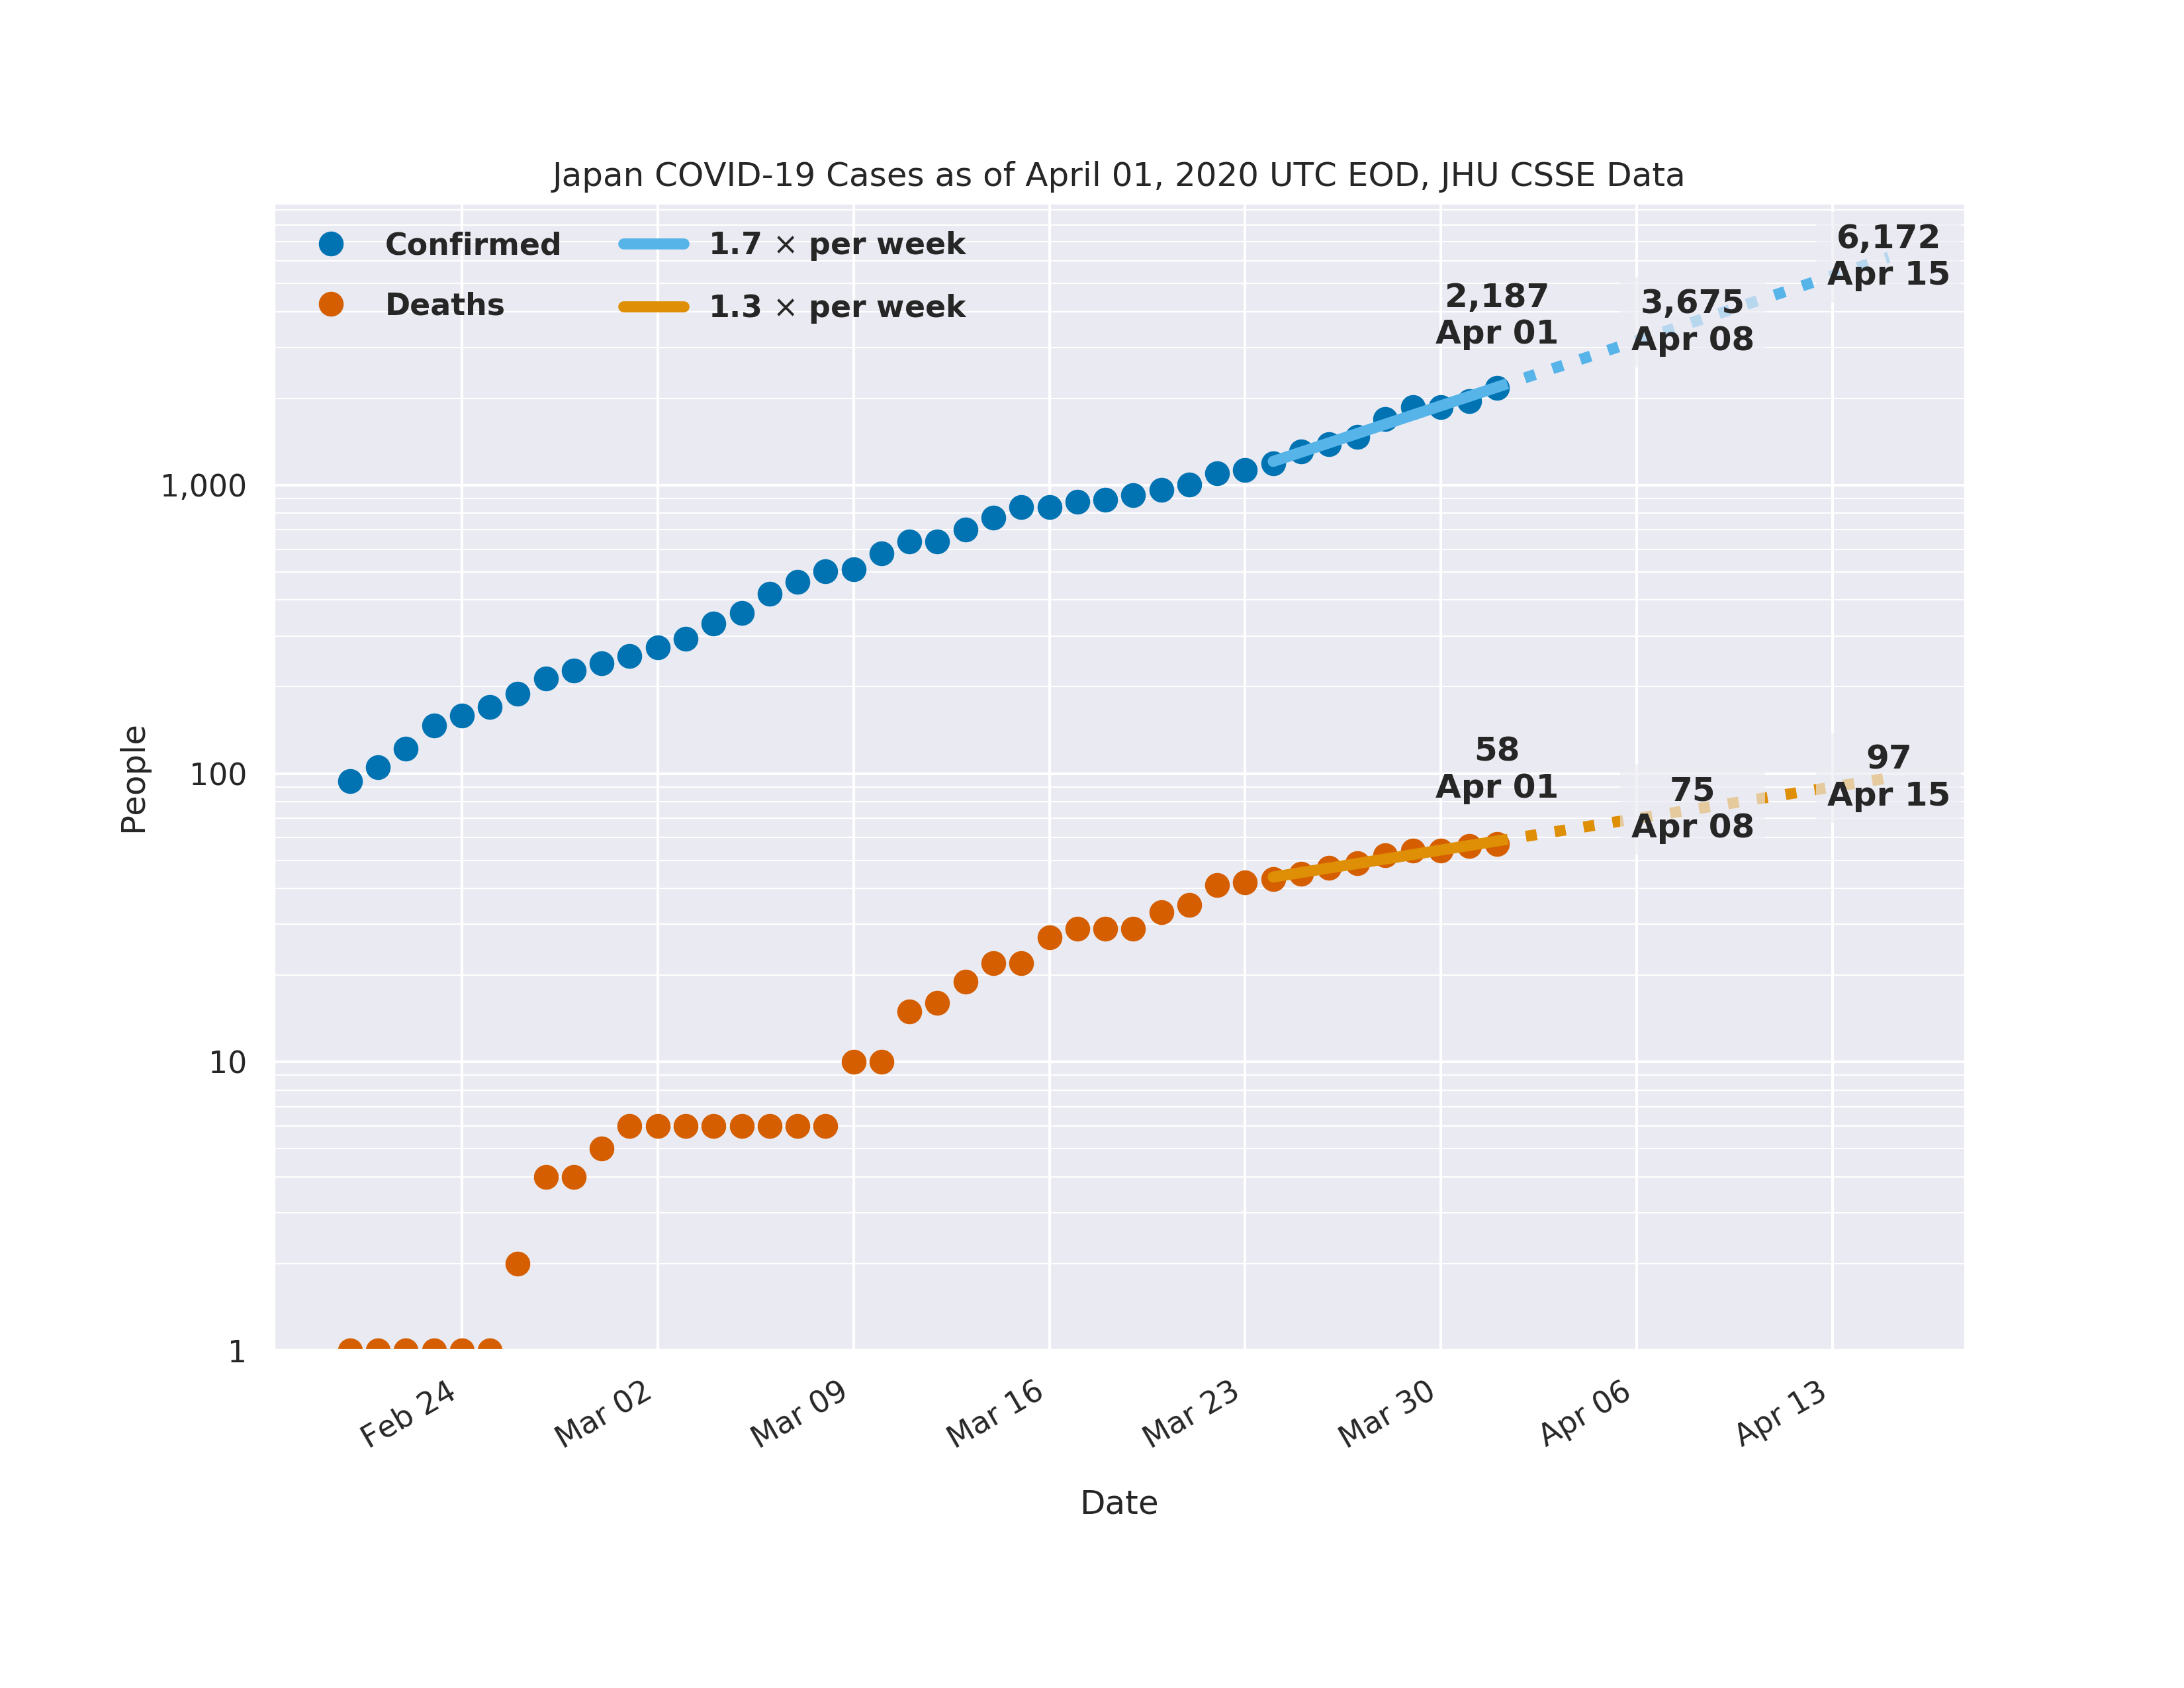 Japan COVID-19 Cases as of April 01, 2020 UTC EOD, JHU CSSE Data
Confirmed
Deaths
1.7 × per week
1.3 × per week
2,187
Apr 01
3,675
Apr 08
6,172
Apr 15
58
Apr 01
75
Apr 08
97
Apr 15
People
1,000
100
10
1
Feb 24
Mar 02
Mar 09
Mar 16
Mar 23
Mar 30
Apr 06
Apr 13
Date